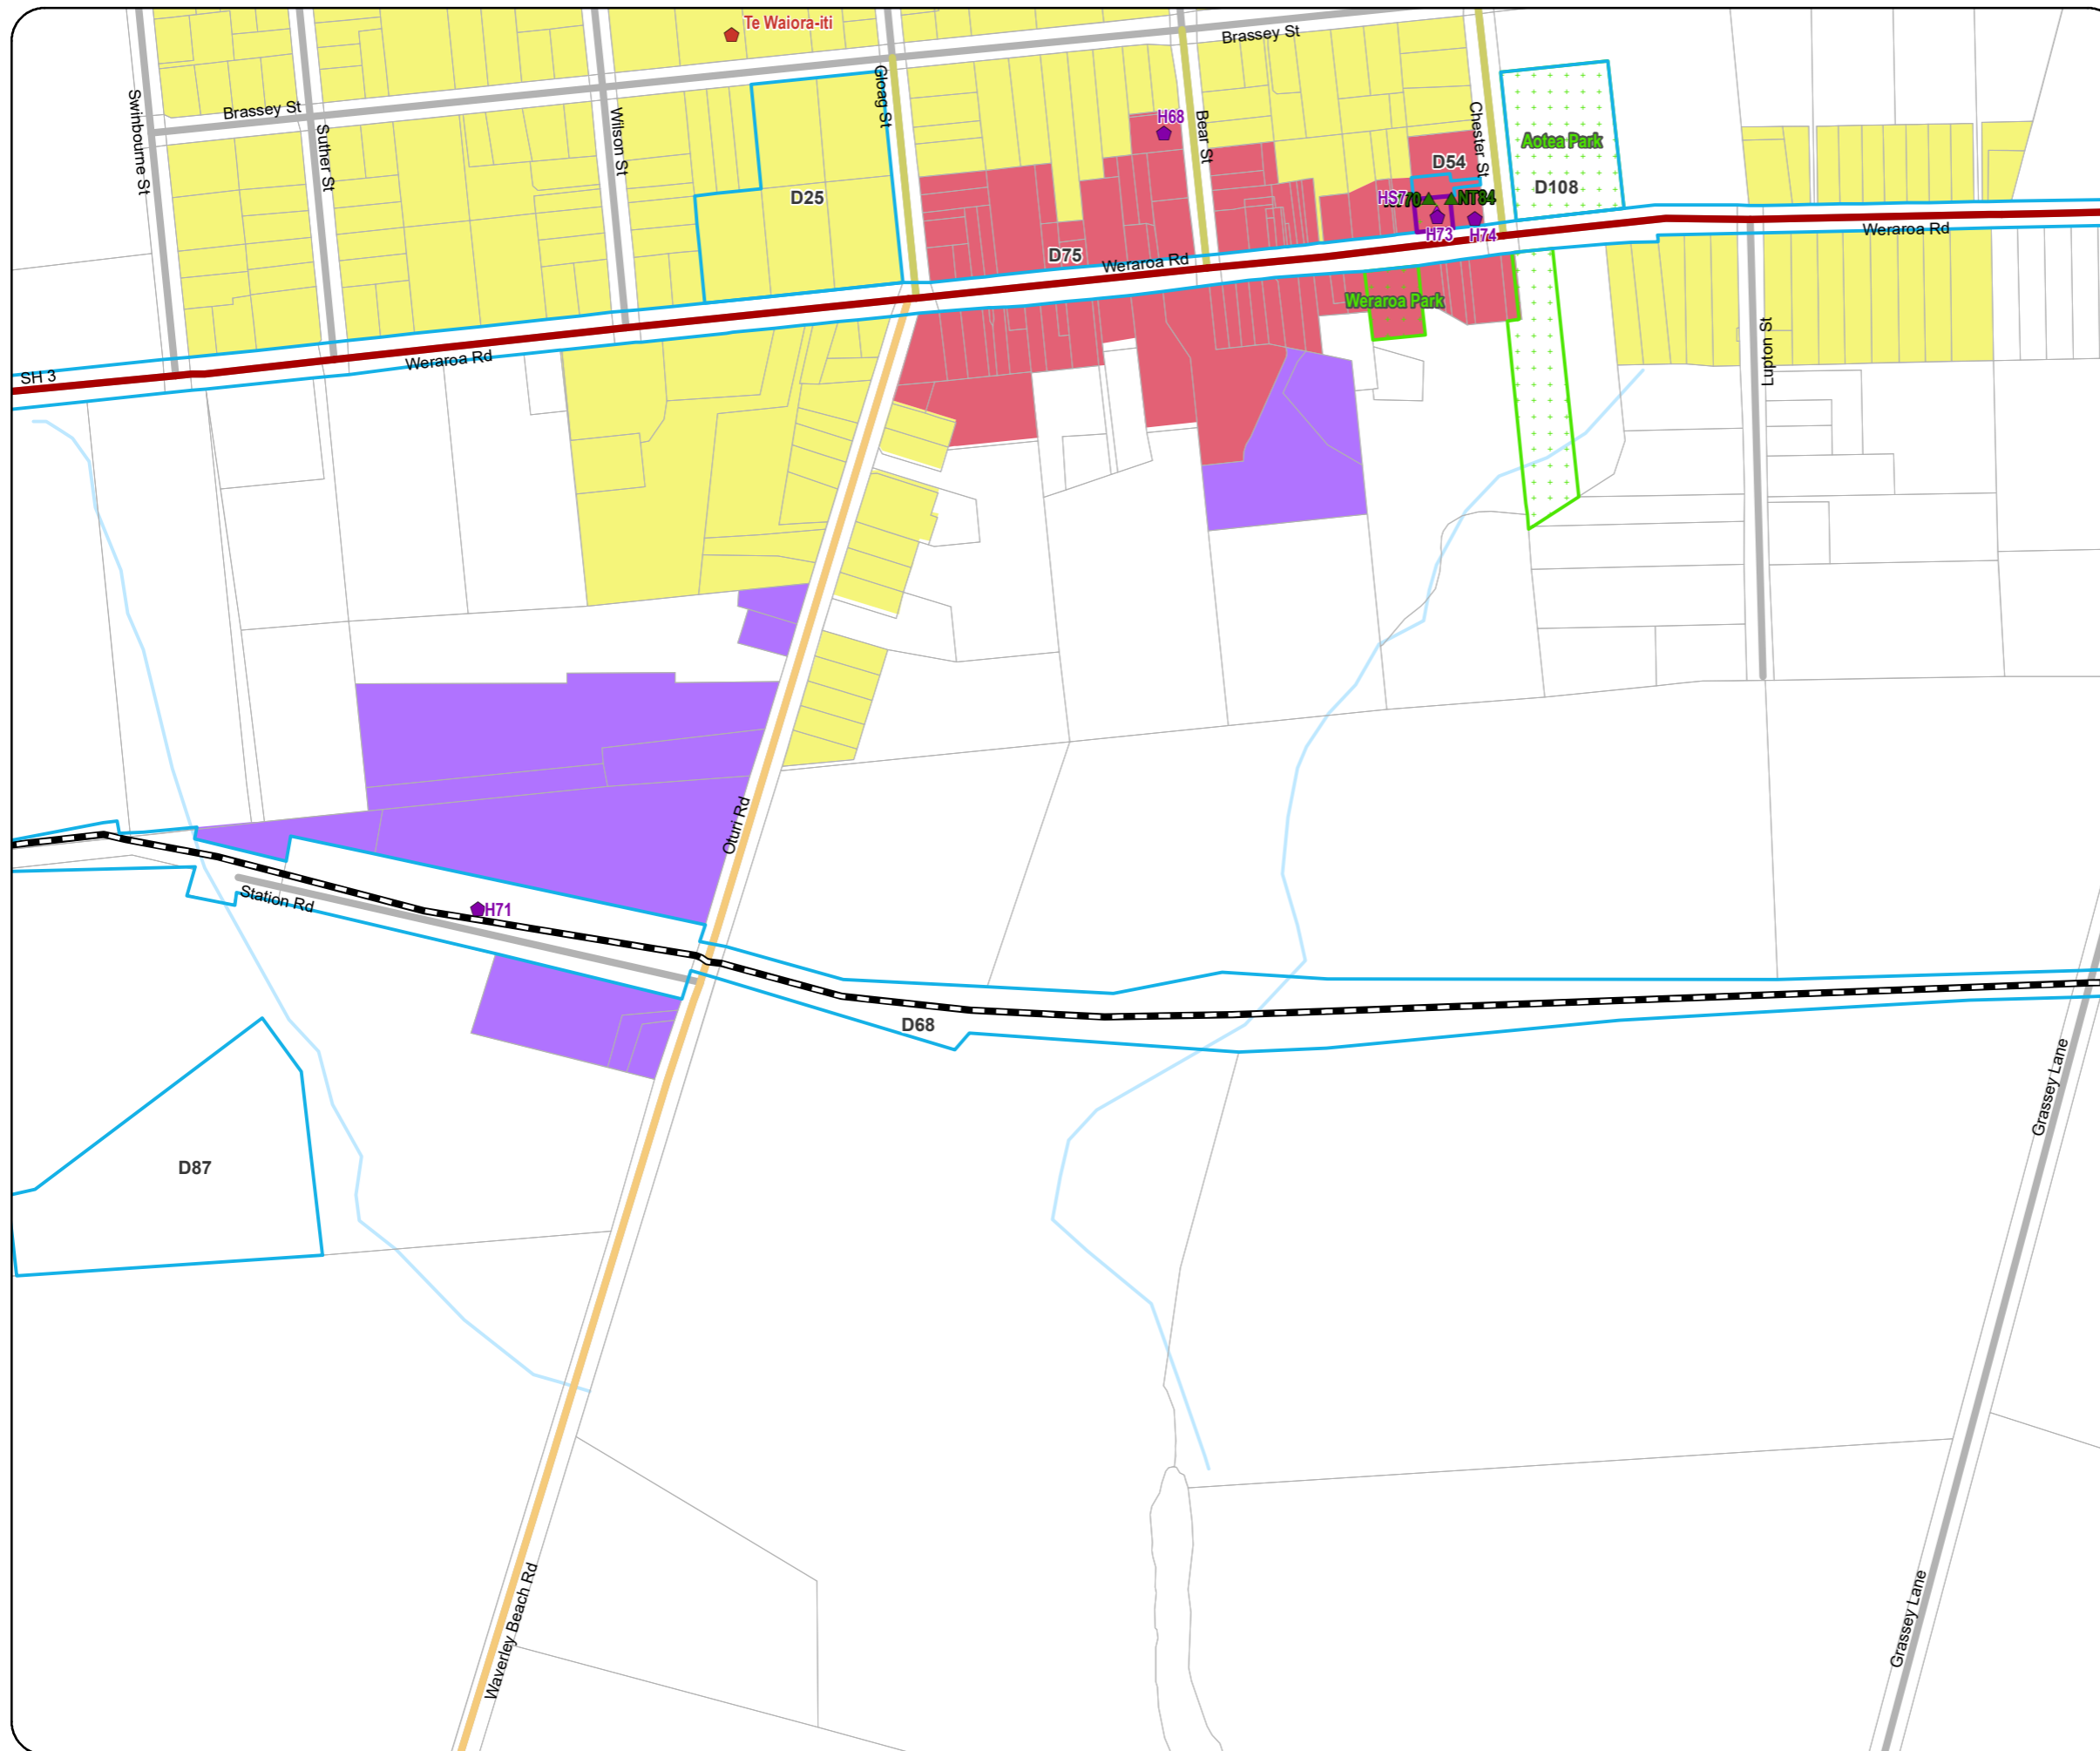 Te Waiora-iti
Brassey St
Brassey St
Swinbourne St
Suther St
Wilson St
Gloag St
Bear St
Chester St
H68
Aotea Park
D54
D108
D25
HS7
NT84
H73
H74
Weraroa Rd
D75
Weraroa Rd
Weraroa Park
Lupton St
Weraroa Rd
SH 3
Oturi Rd
Station Rd
H71
D68
D87
Grassey Lane
Waverley Beach Rd
Grassey Lane